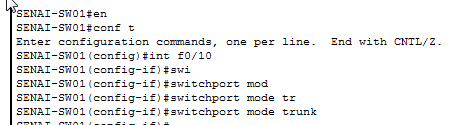 SENAI-SW01#en
SENAI-SW01#conf t
Enter configuration commands, one per line.  End with CNTL/Z.
SENAI-SW01(config)#int f0/10
SENAI-SW01(config-if)#swi
SENAI-SW01(config-if)#switchport mod
SENAI-SW01(config-if)#switchport mode tr
SENAI-SW01(config-if)#switchport mode trunk
SENAI-SW01(config-if)#